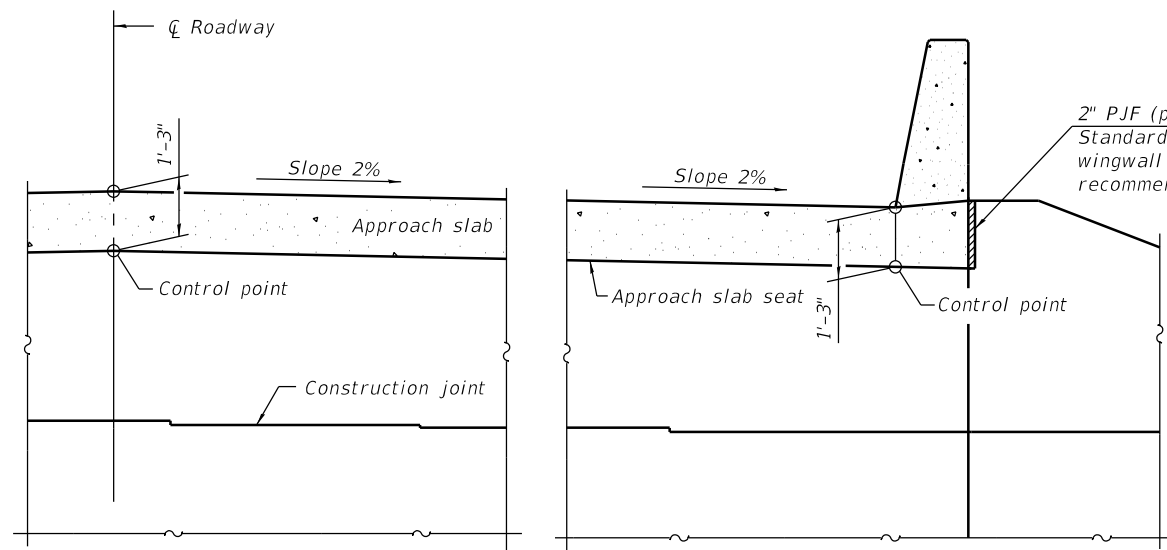 ℄ Roadway
1'-3"
Slope 2%
Approach slab
Control point
Construction joint
Slope 2%
2" PJF (p
Standard
wingwall
recommer
Approach slab seat
1'-3"
Control point